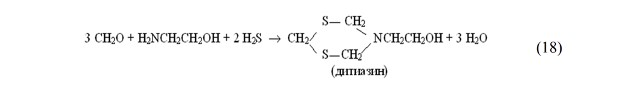 S— CH₂
3 CH₂O + H₂NCH₂CH₂OH + 2 H₂S → CH₂ NCH₂CH₂OH + 3 H₂O (18)
S—CH₂
(дитиазин)